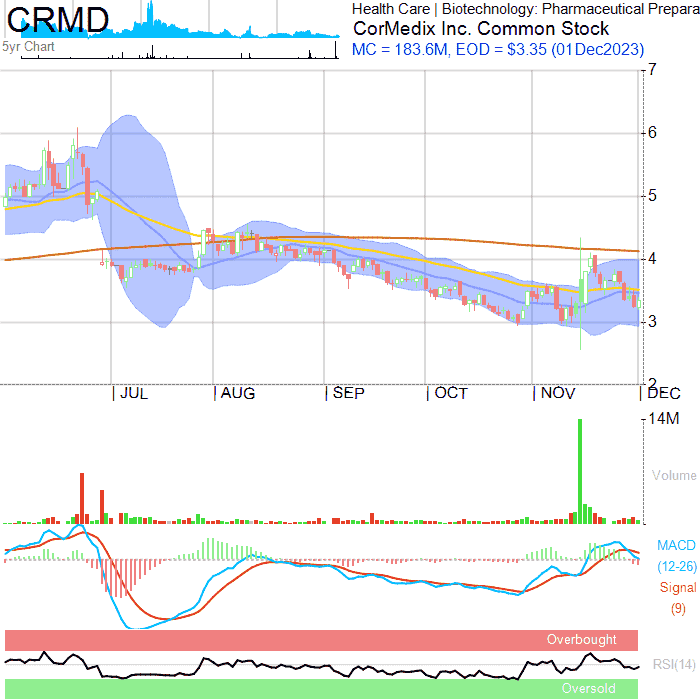 CRMD
5yr Chart
Health Care | Biotechnology: Pharmaceutical Prepara
CorMedix Inc. Common Stock
MC = 183.6M, EOD = $3.35 (01Dec2023)
7
6
5
4
3
2
JUL AUG SEP OCT NOV DEC
14M
Volume
MACD
(12-26)
Signal
(9)
Overbought
RSI(14)
Oversold